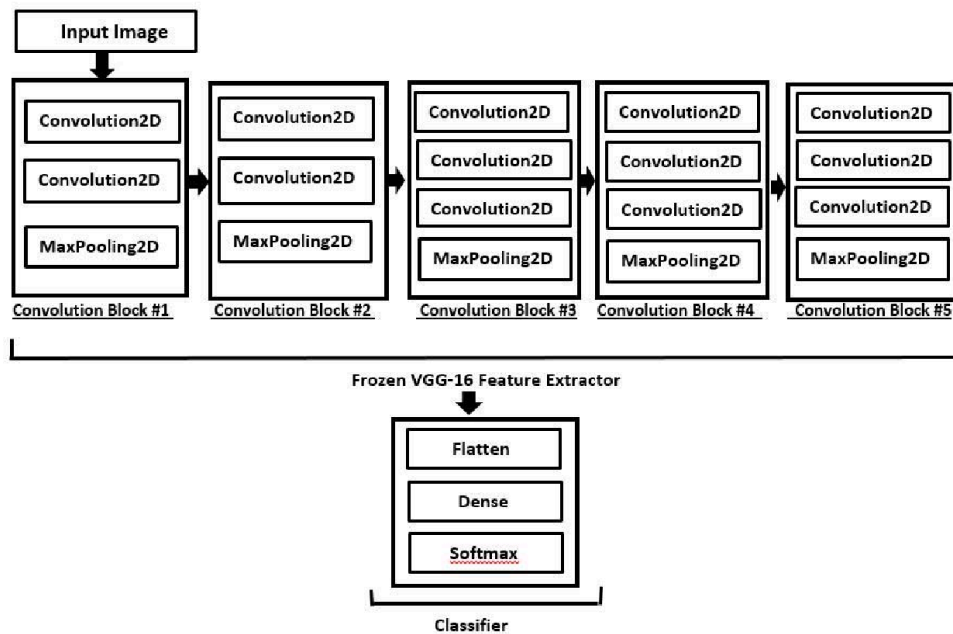 Input Image
Convolution2D
Convolution2D
MaxPooling2D
Convolution Block #1
Convolution2D
Convolution2D
MaxPooling2D
Convolution Block #2
Convolution2D
Convolution2D
Convolution2D
MaxPooling2D
Convolution Block #3
Convolution2D
Convolution2D
Convolution2D
MaxPooling2D
Convolution Block #4
Convolution2D
Convolution2D
Convolution2D
MaxPooling2D
Convolution Block #5
Frozen VGG-16 Feature Extractor
Flatten
Dense
Softmax
Classifier